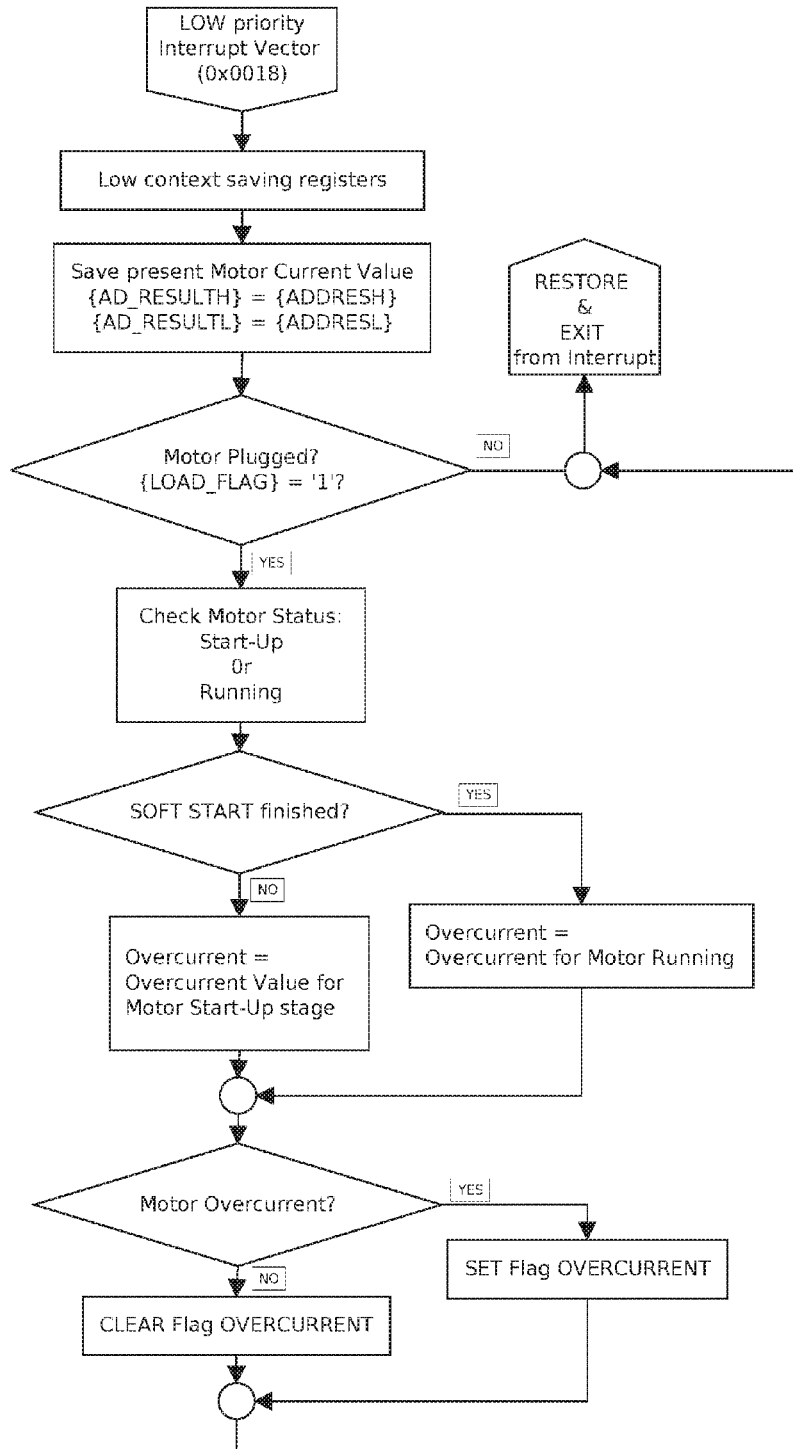 LOW priority
Interrupt Vector
(0x0018)
Low context saving registers
Save present Motor Current Value
{AD_RESULTH} = {ADDRESH}
{AD_RESULTL} = {ADDRESL}
RESTORE
&
EXIT
from Interrupt
Motor Plugged?
{LOAD_FLAG} = '1'?
NO
YES
Check Motor Status:
Start-Up
0r
Running
SOFT START finished?
YES
NO
Overcurrent =
Overcurrent Value for
Motor Start-Up stage
Overcurrent =
Overcurrent for Motor Running
Motor Overcurrent?
YES
NO
SET Flag OVERCURRENT
CLEAR Flag OVERCURRENT